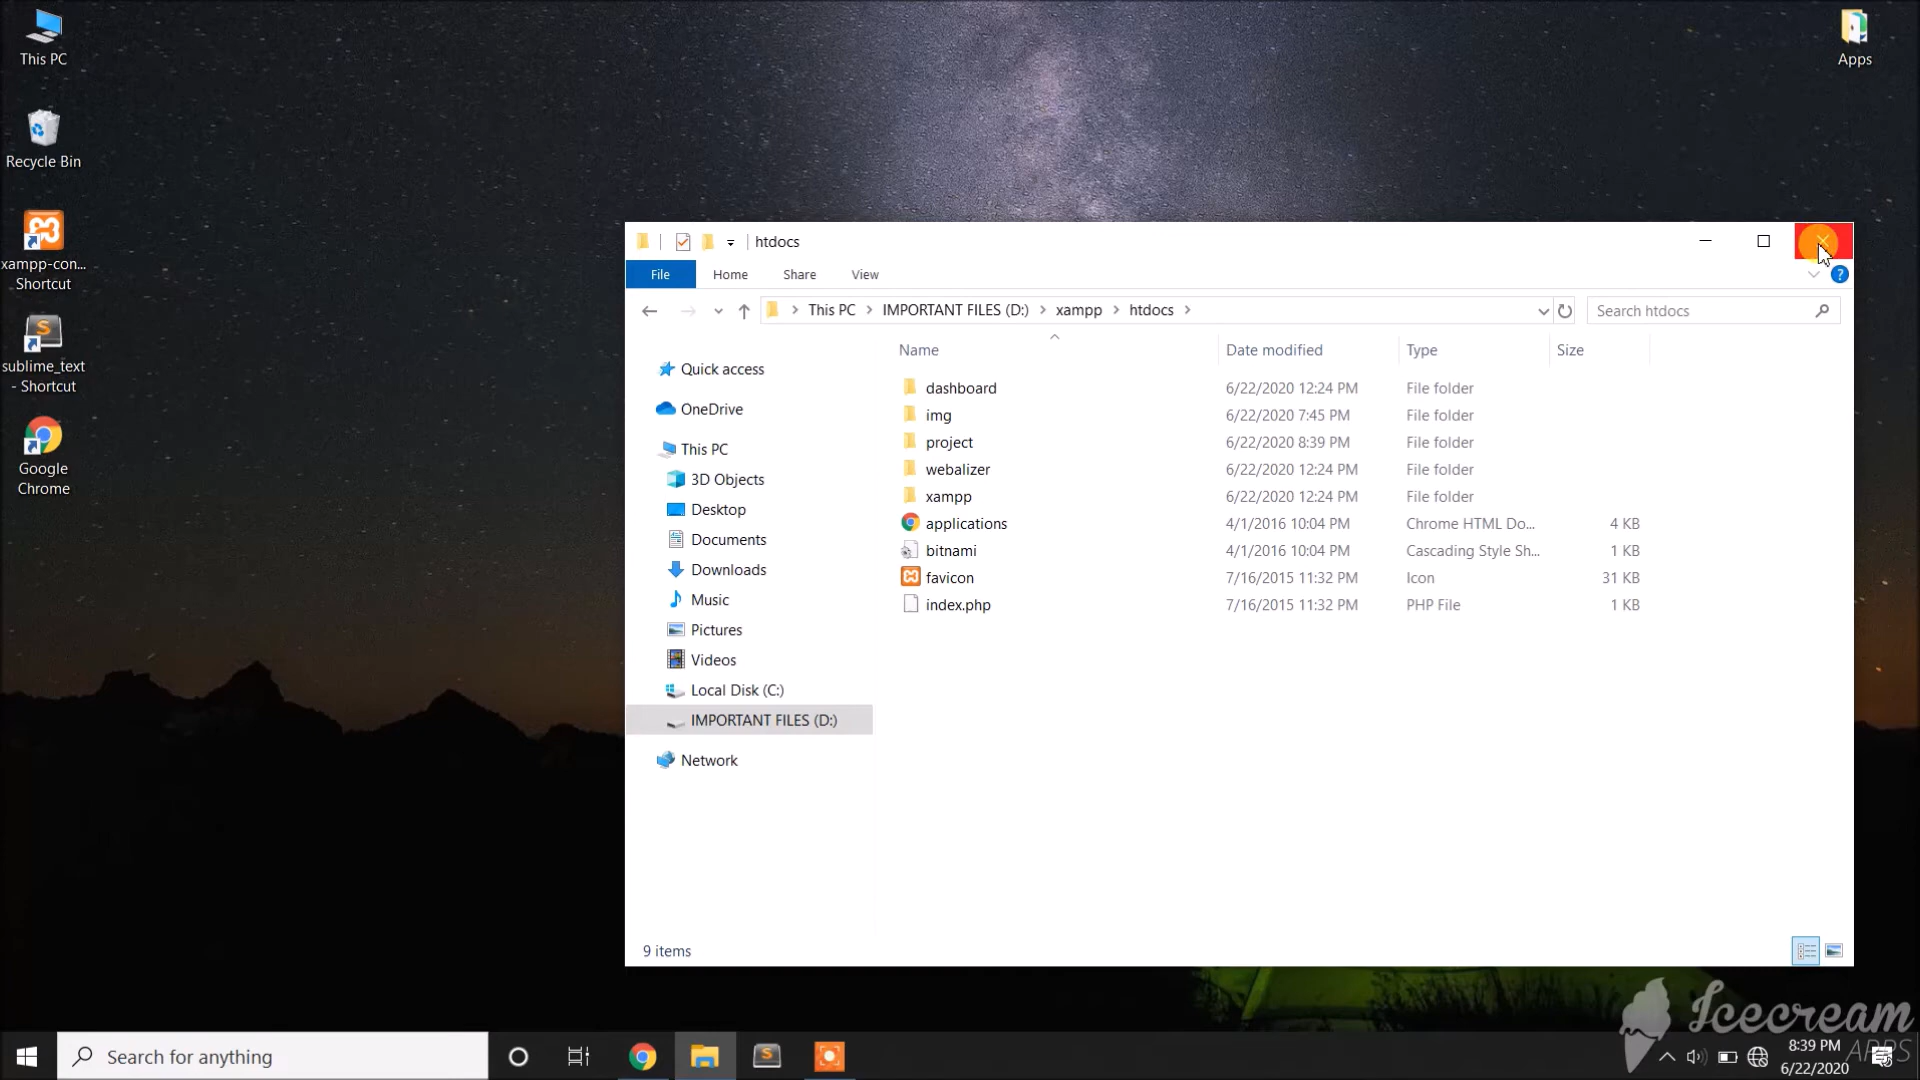 This PC
Apps
Recycle Bin
xampp-con...
Shortcut
sublime_text
- Shortcut
Google
Chrome
htdocs
File Home Share View
This PC IMPORTANT FILES (D:) xampp htdocs
Search htdocs
Name Date modified Type Size
Quick access
OneDrive
This PC
3D Objects
Desktop
Documents
Downloads
Music
Pictures
Videos
Local Disk (C:)
IMPORTANT FILES (D:)
Network
dashboard 6/22/2020 12:24 PM File folder
img 6/22/2020 7:45 PM File folder
project 6/22/2020 8:39 PM File folder
webalizer 6/22/2020 12:24 PM File folder
xampp 6/22/2020 12:24 PM File folder
applications 4/1/2016 10:04 PM Chrome HTML Do... 4 KB
bitnami 4/1/2016 10:04 PM Cascading Style Sh... 1 KB
favicon 7/16/2015 11:32 PM Icon 31 KB
index.php 7/16/2015 11:32 PM PHP File 1 KB
9 items
Icecream
APPS
Search for anything
8:39 PM
6/22/2020